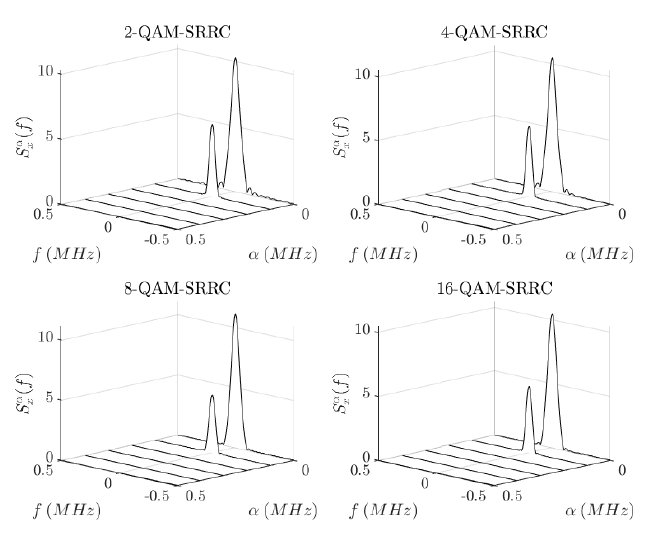 2-QAM-SRRC
10
5
0
S_x^α(f)
0.5
0
-0.5
f (MHz)
0.5
0
α (MHz)
4-QAM-SRRC
10
5
0
S_x^α(f)
0.5
0
-0.5
f (MHz)
0.5
0
α (MHz)
8-QAM-SRRC
10
5
0
S_x^α(f)
0.5
0
-0.5
f (MHz)
0.5
0
α (MHz)
16-QAM-SRRC
10
5
0
S_x^α(f)
0.5
0
-0.5
f (MHz)
0.5
0
α (MHz)